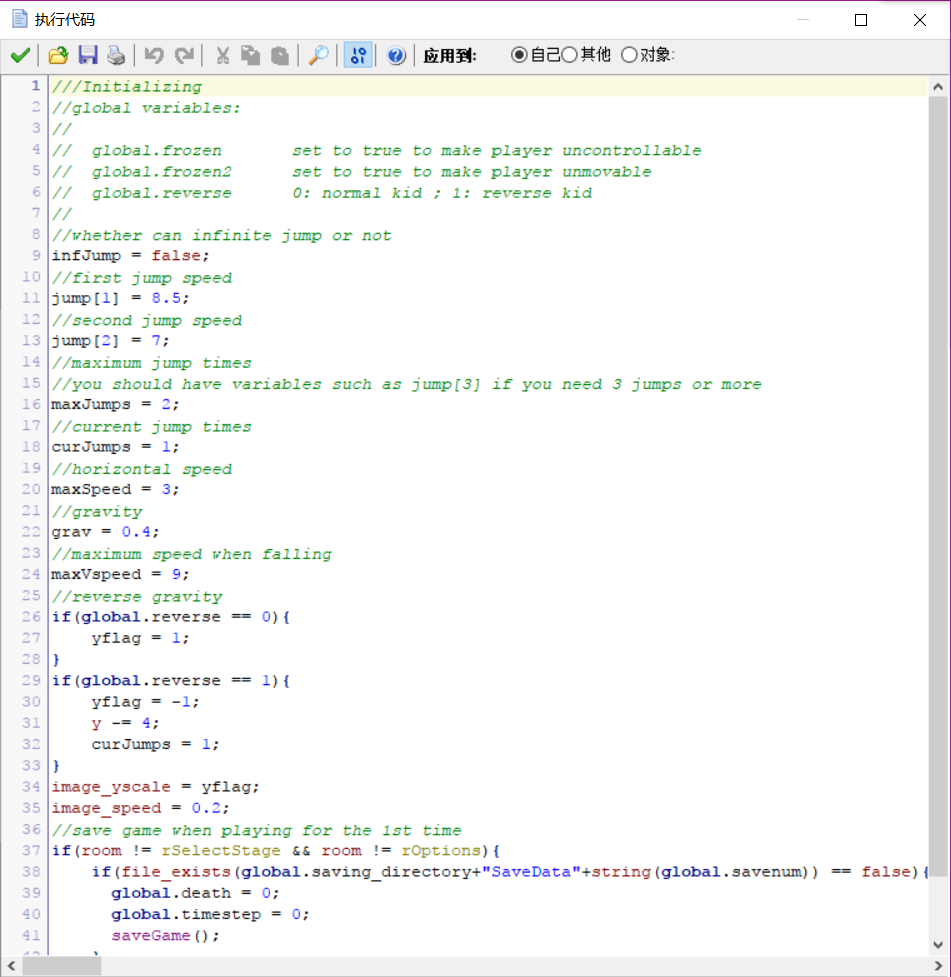 执行代码
应用到: 自己 其他 对象:
1 ///Initializing
2 //global variables:
3 //
4 //  global.frozen       set to true to make player uncontrollable
5 //  global.frozen2      set to true to make player unmovable
6 //  global.reverse      0: normal kid ; 1: reverse kid
7 //
8 //whether can infinite jump or not
9 infJump = false;
10 //first jump speed
11 jump[1] = 8.5;
12 //second jump speed
13 jump[2] = 7;
14 //maximum jump times
15 //you should have variables such as jump[3] if you need 3 jumps or more
16 maxJumps = 2;
17 //current jump times
18 curJumps = 1;
19 //horizontal speed
20 maxSpeed = 3;
21 //gravity
22 grav = 0.4;
23 //maximum speed when falling
24 maxVspeed = 9;
25 //reverse gravity
26 if(global.reverse == 0){
27     yflag = 1;
28 }
29 if(global.reverse == 1){
30     yflag = -1;
31     y -= 4;
32     curJumps = 1;
33 }
34 image_yscale = yflag;
35 image_speed = 0.2;
36 //save game when playing for the 1st time
37 if(room != rSelectStage && room != rOptions){
38     if(file_exists(global.saving_directory+"SaveData"+string(global.savenum)) == false){
39       global.death = 0;
40       global.timestep = 0;
41       saveGame();